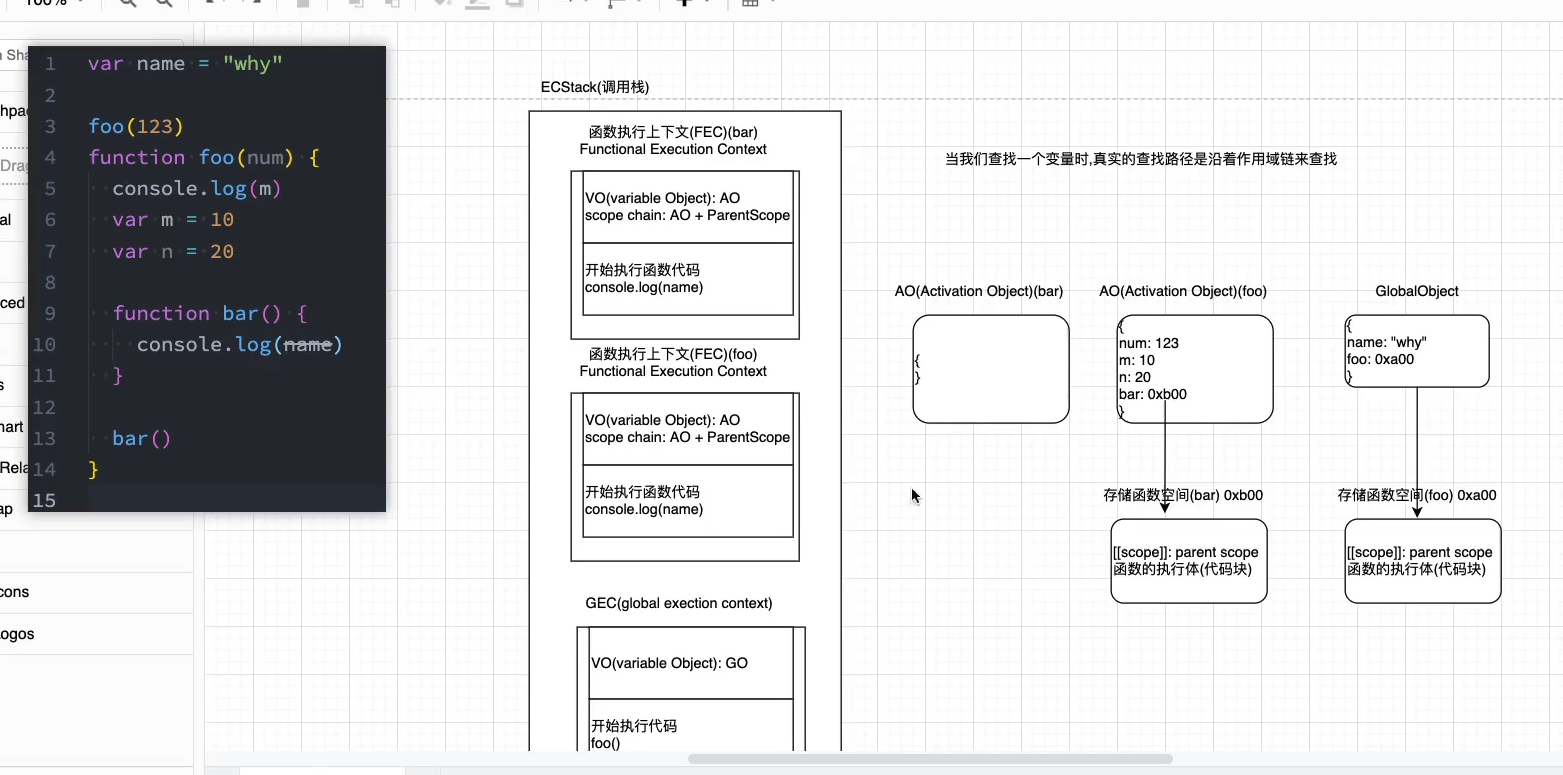 100%
Sha
hpa
Drag
al
ced
s
hart
Rela
ap
cons
ogos
1 var name = "why"
2
3 foo(123)
4 function foo(num) {
5 console.log(m)
6 var m = 10
7 var n = 20
8
9 function bar() {
10 console.log(name)
11 }
12
13 bar()
14 }
15
ECStack(调用栈)
函数执行上下文(FEC)(bar)
Functional Execution Context
VO(variable Object): AO
scope chain: AO + ParentScope
开始执行函数代码
console.log(name)
函数执行上下文(FEC)(foo)
Functional Execution Context
VO(variable Object): AO
scope chain: AO + ParentScope
开始执行函数代码
console.log(name)
GEC(global exection context)
VO(variable Object): GO
开始执行代码
foo()
当我们查找一个变量时,真实的查找路径是沿着作用域链来查找
AO(Activation Object)(bar)
{
}
AO(Activation Object)(foo)
{
num: 123
m: 10
n: 20
bar: 0xb00
}
GlobalObject
{
name: "why"
foo: 0xa00
}
存储函数空间(bar) 0xb00
[[scope]]: parent scope
函数的执行体(代码块)
存储函数空间(foo) 0xa00
[[scope]]: parent scope
函数的执行体(代码块)